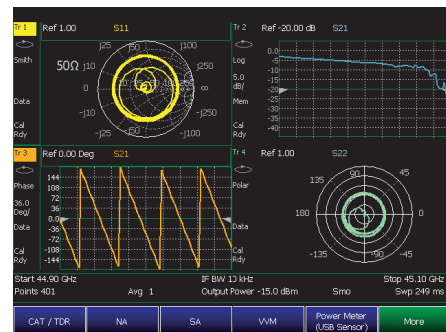 Tr 1 Ref 1.00 S11
Smith
Data
Cal
Rdy
50Ω
j10
j25
j50
j100
250
0
∞
-j10
-j25
-j50
-j100
Tr 2 Ref -20.00 dB S21
Log
5.0
dB/
Mem
Cal
Rdy
0.0
-5
-10
-15
-20
-25
-30
-35
-40
Tr 3 Ref 0.00 Deg S21
Phase
36.0
Deg/
Data
Cal
Rdy
144
108
72
36
0.0
-36
-72
-108
-144
Tr 4 Ref 1.00 S22
Polar
Data
Cal
Rdy
135
90
45
180
0
-135
-90
-45
Start 44.90 GHz IF BW 10 kHz Stop 45.10 GHz
Points 401 Avg 1 Output Power -15.0 dBm Smo Swp 249 ms
CAT / TDR
NA
SA
VVM
Power Meter
(USB Sensor)
More